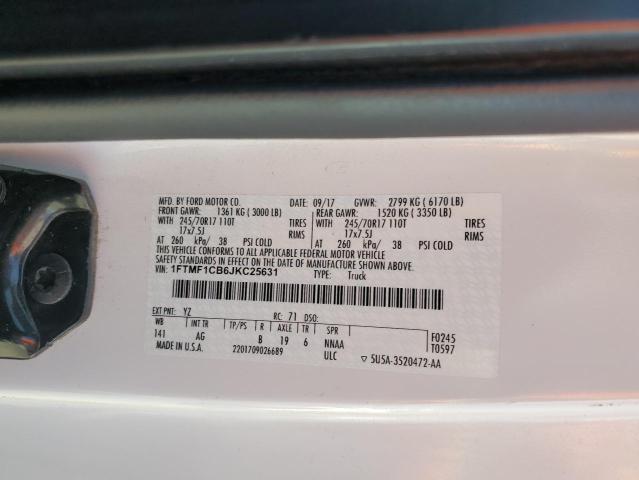 MFD. BY FORD MOTOR CO. DATE: 09/17 GVWR: 2799 KG ( 6170 LB)
FRONT GAWR: 1361 KG ( 3000 LB) REAR GAWR: 1520 KG ( 3350 LB)
WITH 245/70R17 110T TIRES WITH 245/70R17 110T TIRES
17x7.5J RIMS 17x7.5J RIMS
AT 260 kPa/ 38 PSI COLD AT 260 kPa/ 38 PSI COLD
THIS VEHICLE CONFORMS TO ALL APPLICABLE FEDERAL MOTOR VEHICLE
SAFETY STANDARDS IN EFFECT ON THE DATE OF MANUFACTURE SHOWN ABOVE.
VIN: 1FTMF1CB6JKC25631 TYPE: Truck
EXT PNT: YZ RC: 71 DSO:
WB INT TR TP/PS R AXLE TR SPR F0245
141 AG B 19 6 NNAA T0597
MADE IN U.S.A. 2201709026689 ULC ▽ 5U5A-3520472-AA